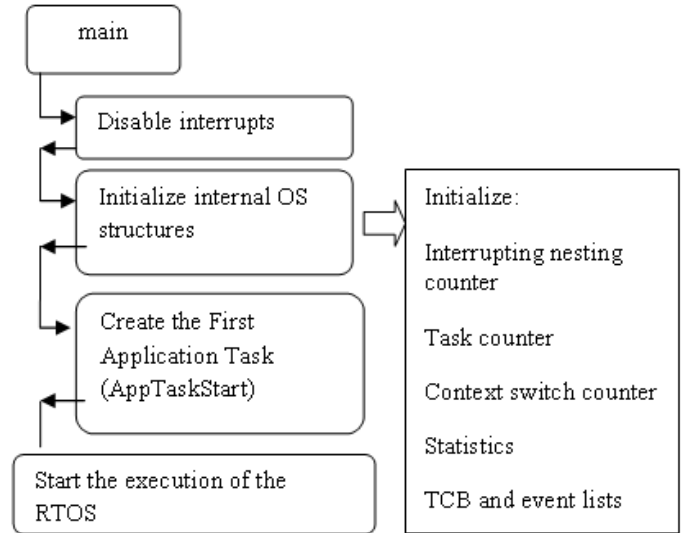 main
Disable interrupts
Initialize internal OS
structures
Create the First
Application Task
(AppTaskStart)
Start the execution of the
RTOS
Initialize:
Interrupting nesting
counter
Task counter
Context switch counter
Statistics
TCB and event lists